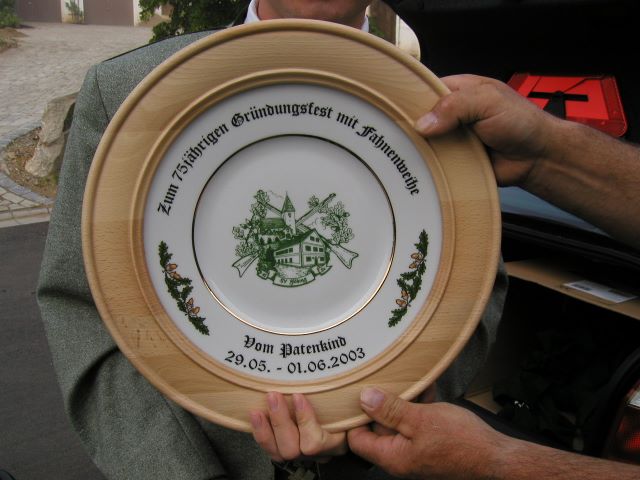 Zum 75jährigen Gründungsfest mit Fahnenweihe
Vom Patenkind
29.05. - 01.06.2003